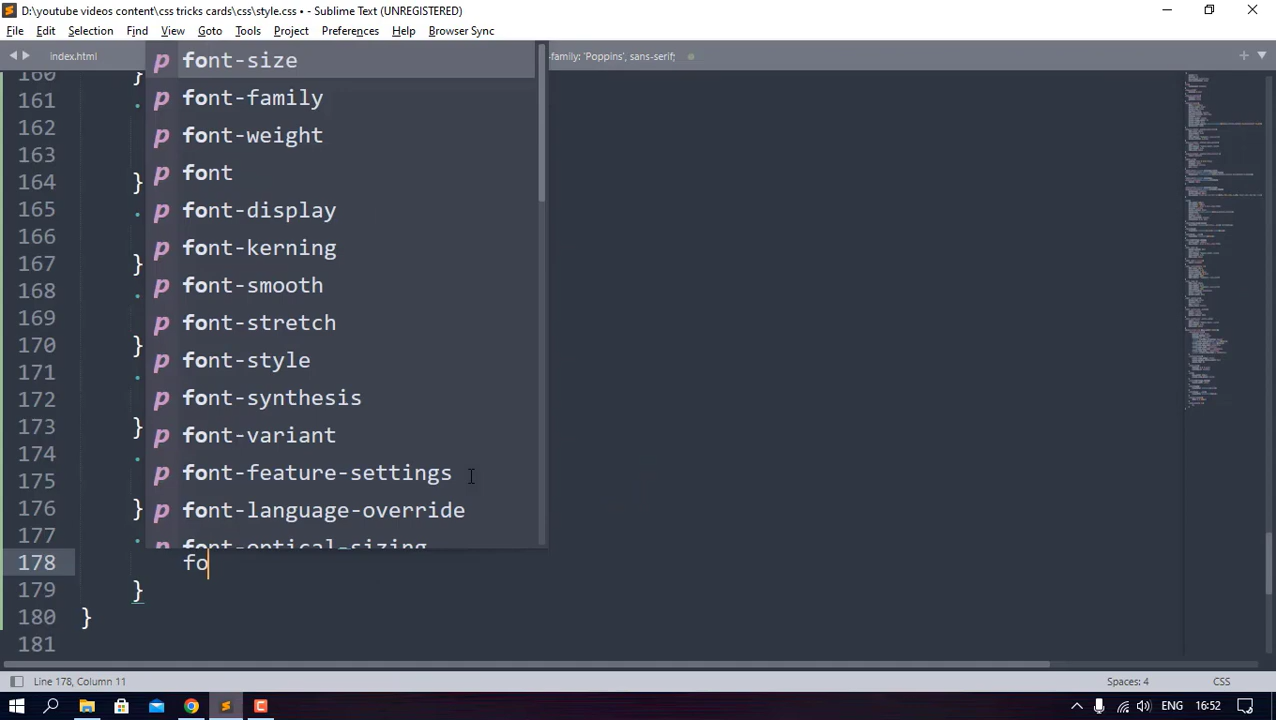 D:\youtube videos content\css tricks cards\css\style.css • - Sublime Text (UNREGISTERED)
File Edit Selection Find View Goto Tools Project Preferences Help Browser Sync
index.html
-family: 'Poppins', sans-serif;
160 }
p font-size
161 .
p font-family
162
p font-weight
163
p font
164 }
165 .
p font-display
166
p font-kerning
167 }
168 .
p font-smooth
169
p font-stretch
170 }
171 .
p font-style
172
p font-synthesis
173 }
p font-variant
174 .
175
p font-feature-settings
176 }
p font-language-override
177 .
p font-optical-sizing
178 fo
179 }
180 }
181
Line 178, Column 11
Spaces: 4
CSS
ENG
16:52